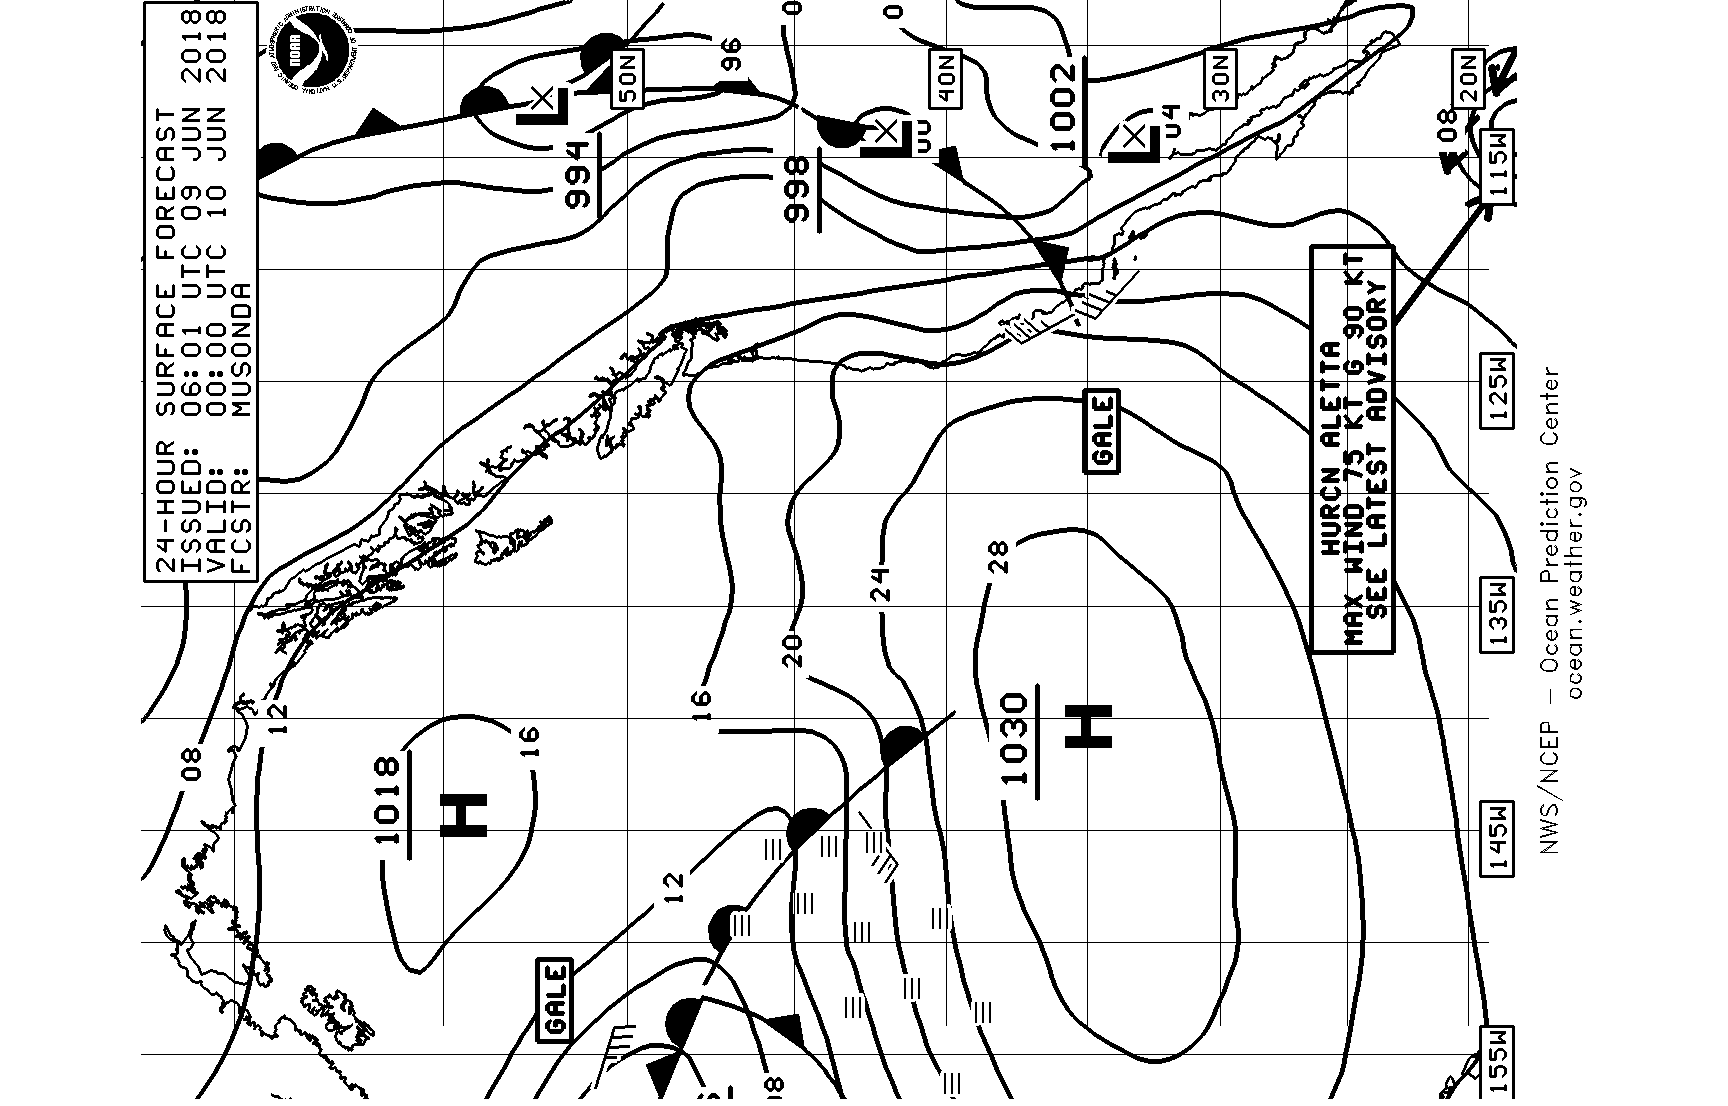 24-HOUR SURFACE FORECAST
ISSUED: 06:01 UTC 09 JUN 2018
VALID: 00:00 UTC 10 JUN 2018
FCSTR: MUSONDA
NOAA
50N
40N
30N
20N
115W
125W
135W
145W
155W
96
0
0
L
994
L
00
998
1002
L
04
08
HURCN ALETTA
MAX WIND 75 KT G 90 KT
SEE LATEST ADVISORY
GALE
28
24
20
16
12
08
16
1018
H
1030
H
12
GALE
08
NWS/NCEP – Ocean Prediction Center
ocean.weather.gov